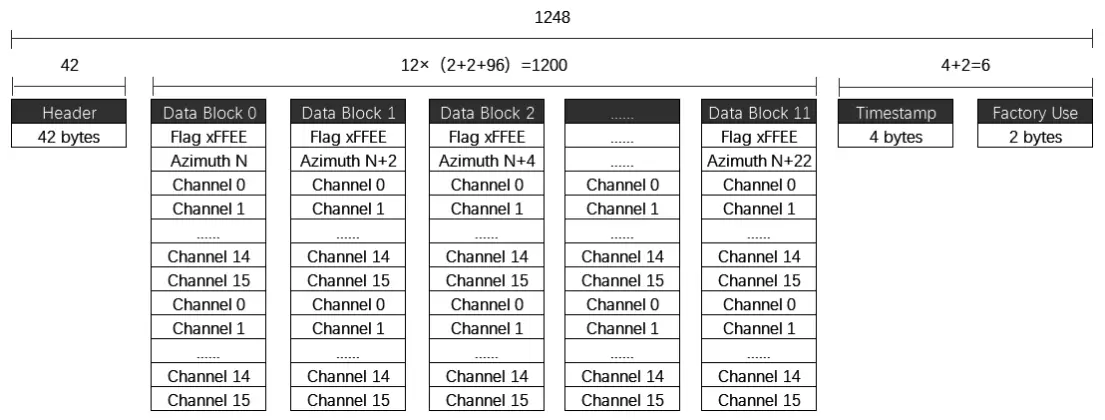 1248
42 12×（2+2+96）=1200 4+2=6
Header Data Block 0 Data Block 1 Data Block 2 ...... Data Block 11 Timestamp Factory Use
42 bytes Flag xFFEE Flag xFFEE Flag xFFEE ...... Flag xFFEE 4 bytes 2 bytes
Azimuth N Azimuth N+2 Azimuth N+4 ...... Azimuth N+22
Channel 0 Channel 0 Channel 0 Channel 0 Channel 0
Channel 1 Channel 1 Channel 1 Channel 1 Channel 1
...... ...... ...... ...... ......
Channel 14 Channel 14 Channel 14 Channel 14 Channel 14
Channel 15 Channel 15 Channel 15 Channel 15 Channel 15
Channel 0 Channel 0 Channel 0 Channel 0 Channel 0
Channel 1 Channel 1 Channel 1 Channel 1 Channel 1
...... ...... ...... ...... ......
Channel 14 Channel 14 Channel 14 Channel 14 Channel 14
Channel 15 Channel 15 Channel 15 Channel 15 Channel 15